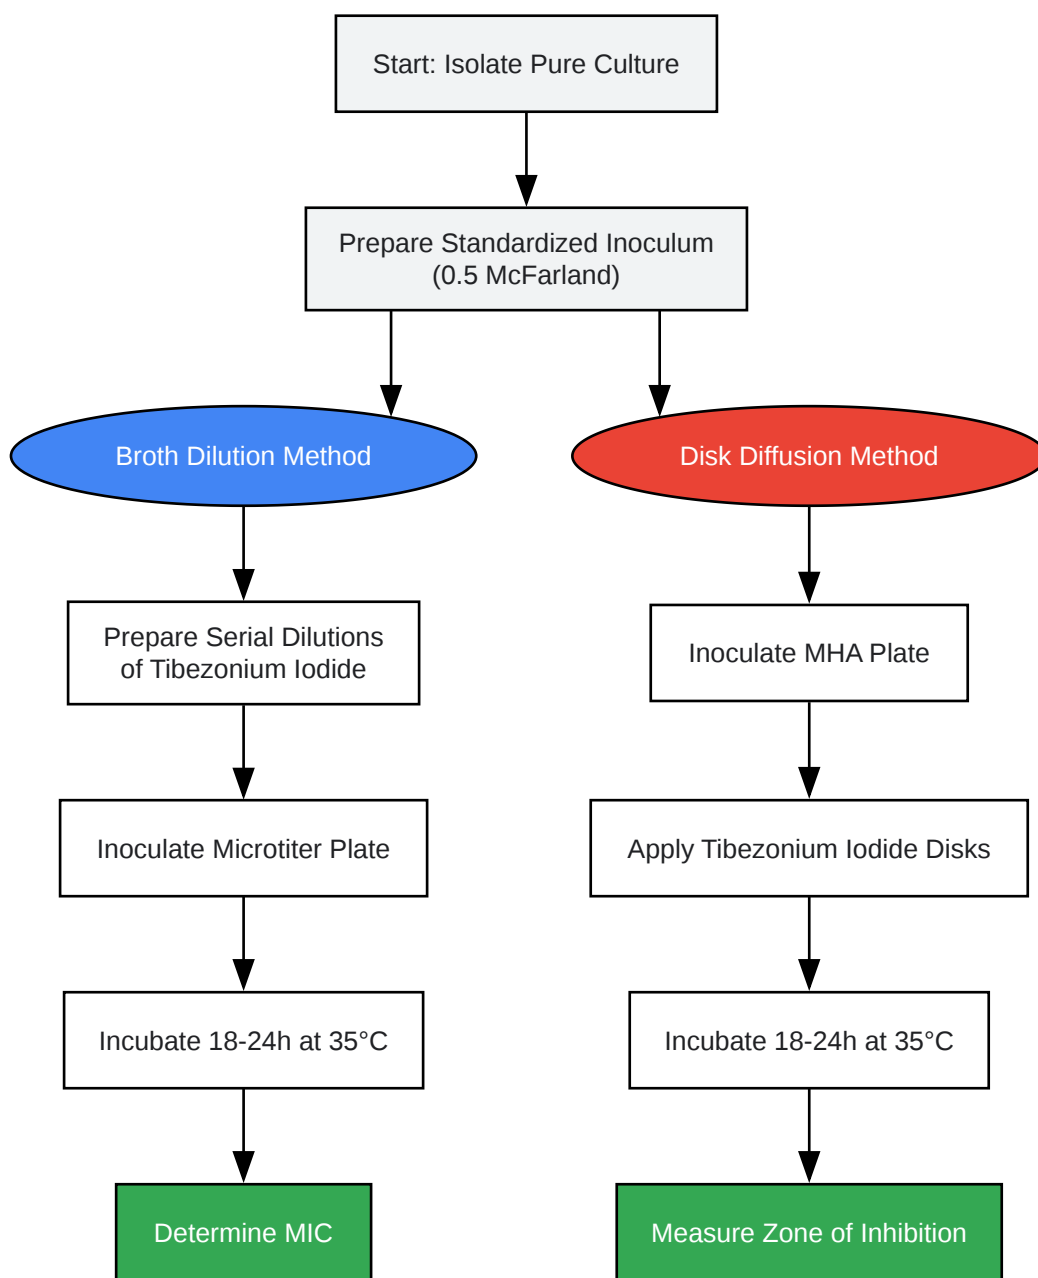 Start: Isolate Pure Culture
Prepare Standardized Inoculum
(0.5 McFarland)
Broth Dilution Method
Disk Diffusion Method
Prepare Serial Dilutions
of Tibezonium Iodide
Inoculate MHA Plate
Inoculate Microtiter Plate
Apply Tibezonium Iodide Disks
Incubate 18-24h at 35°C
Incubate 18-24h at 35°C
Determine MIC
Measure Zone of Inhibition